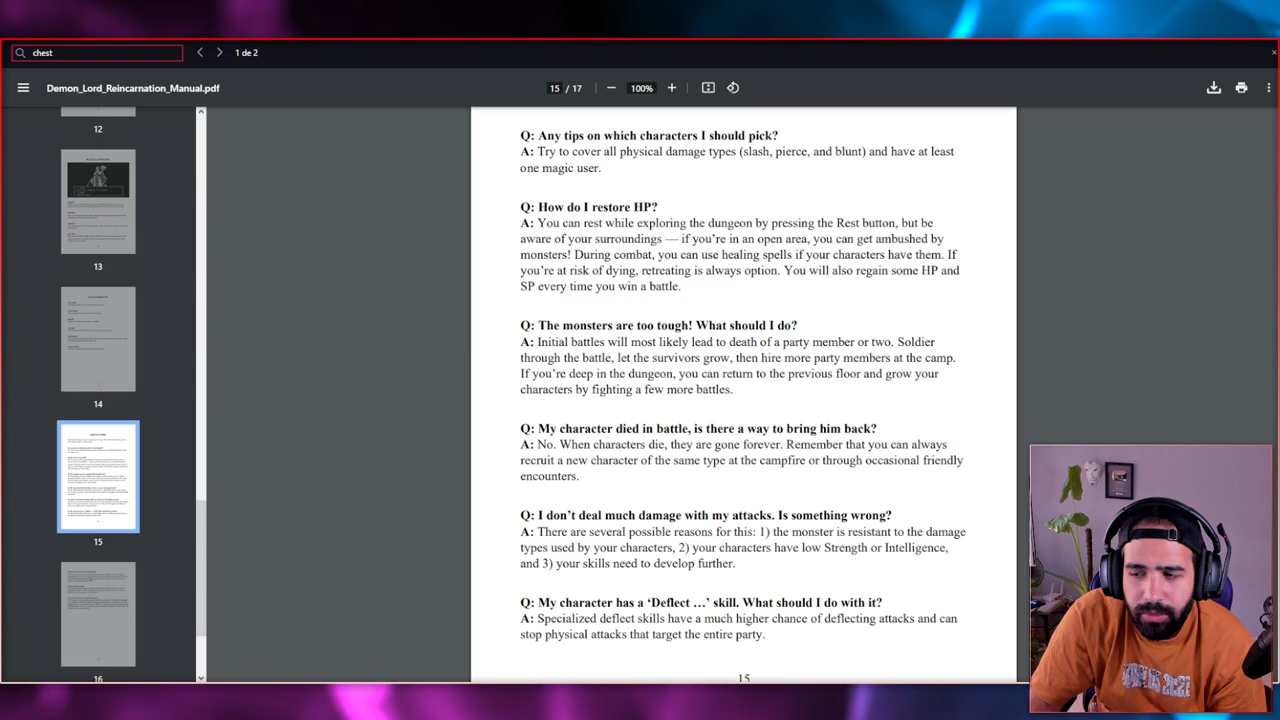 chest
1 de 2
Demon_Lord_Reincarnation_Manual.pdf
15 / 17
100%
12
13
14
15
16
Q: Any tips on which characters I should pick?
A: Try to cover all physical damage types (slash, pierce, and blunt) and have at least
one magic user.
Q: How do I restore HP?
A: You can rest while exploring the dungeon by pressing the Rest button, but be
aware of your surroundings — if you're in an open area, you can get ambushed by
monsters! During combat, you can use healing spells if your characters have them. If
you're at risk of dying, retreating is always option. You will also regain some HP and
SP every time you win a battle.
Q: The monsters are too tough! What should I do?
A: Initial battles will most likely lead to death of a party member or two. Soldier
through the battle, let the survivors grow, then hire more party members at the camp.
If you're deep in the dungeon, you can return to the previous floor and grow your
characters by fighting a few more battles.
Q: My character died in battle, is there a way to bring him back?
A: No. When characters die, they are gone forever. Remember that you can always
recruit a new character of the same type at the campfire or through occasional friendly
encounters.
Q: I don't deal much damage with my attacks. Is something wrong?
A: There are several possible reasons for this: 1) the monster is resistant to the damage
types used by your characters, 2) your characters have low Strength or Intelligence,
and 3) your skills need to develop further.
Q: My character has a 'Deflect …' skill. What should I do with it?
A: Specialized deflect skills have a much higher chance of deflecting attacks and can
stop physical attacks that target the entire party.
15